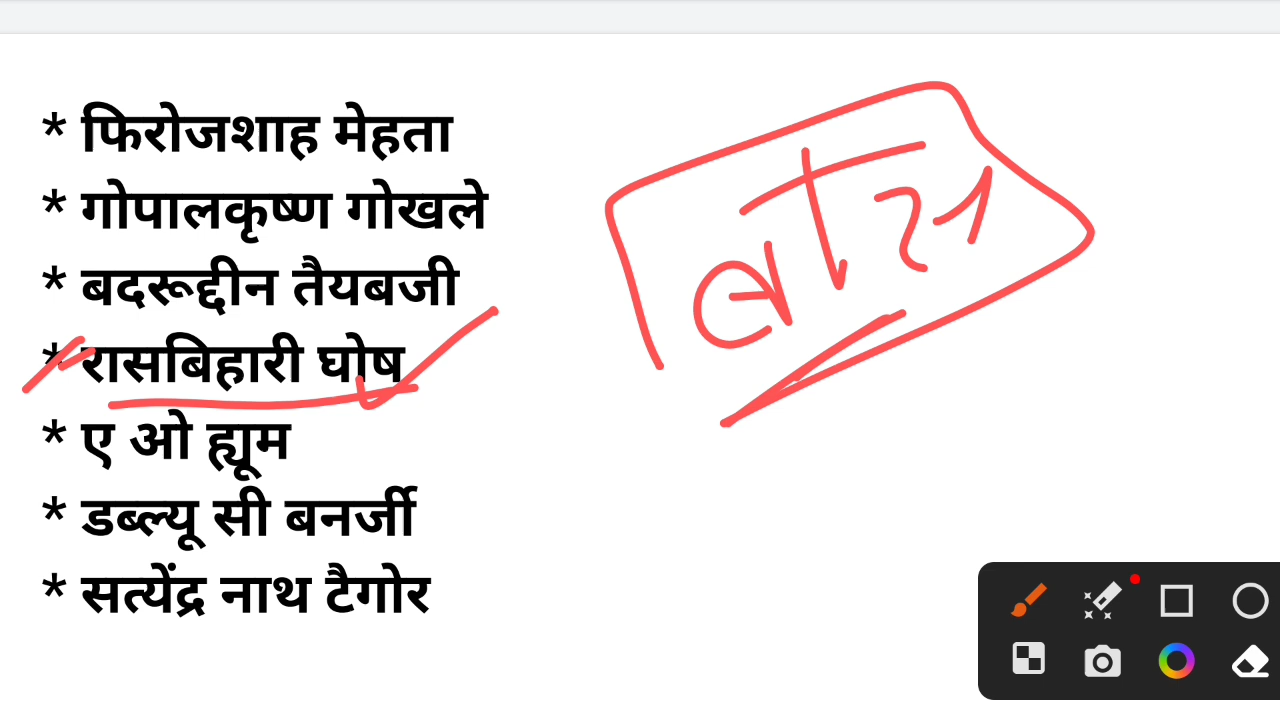 * फिरोजशाह मेहता
* गोपालकृष्ण गोखले
* बदरूद्दीन तैयबजी
* रासबिहारी घोष
* ए ओ ह्यूम
* डब्ल्यू सी बनर्जी
* सत्येंद्र नाथ टैगोर